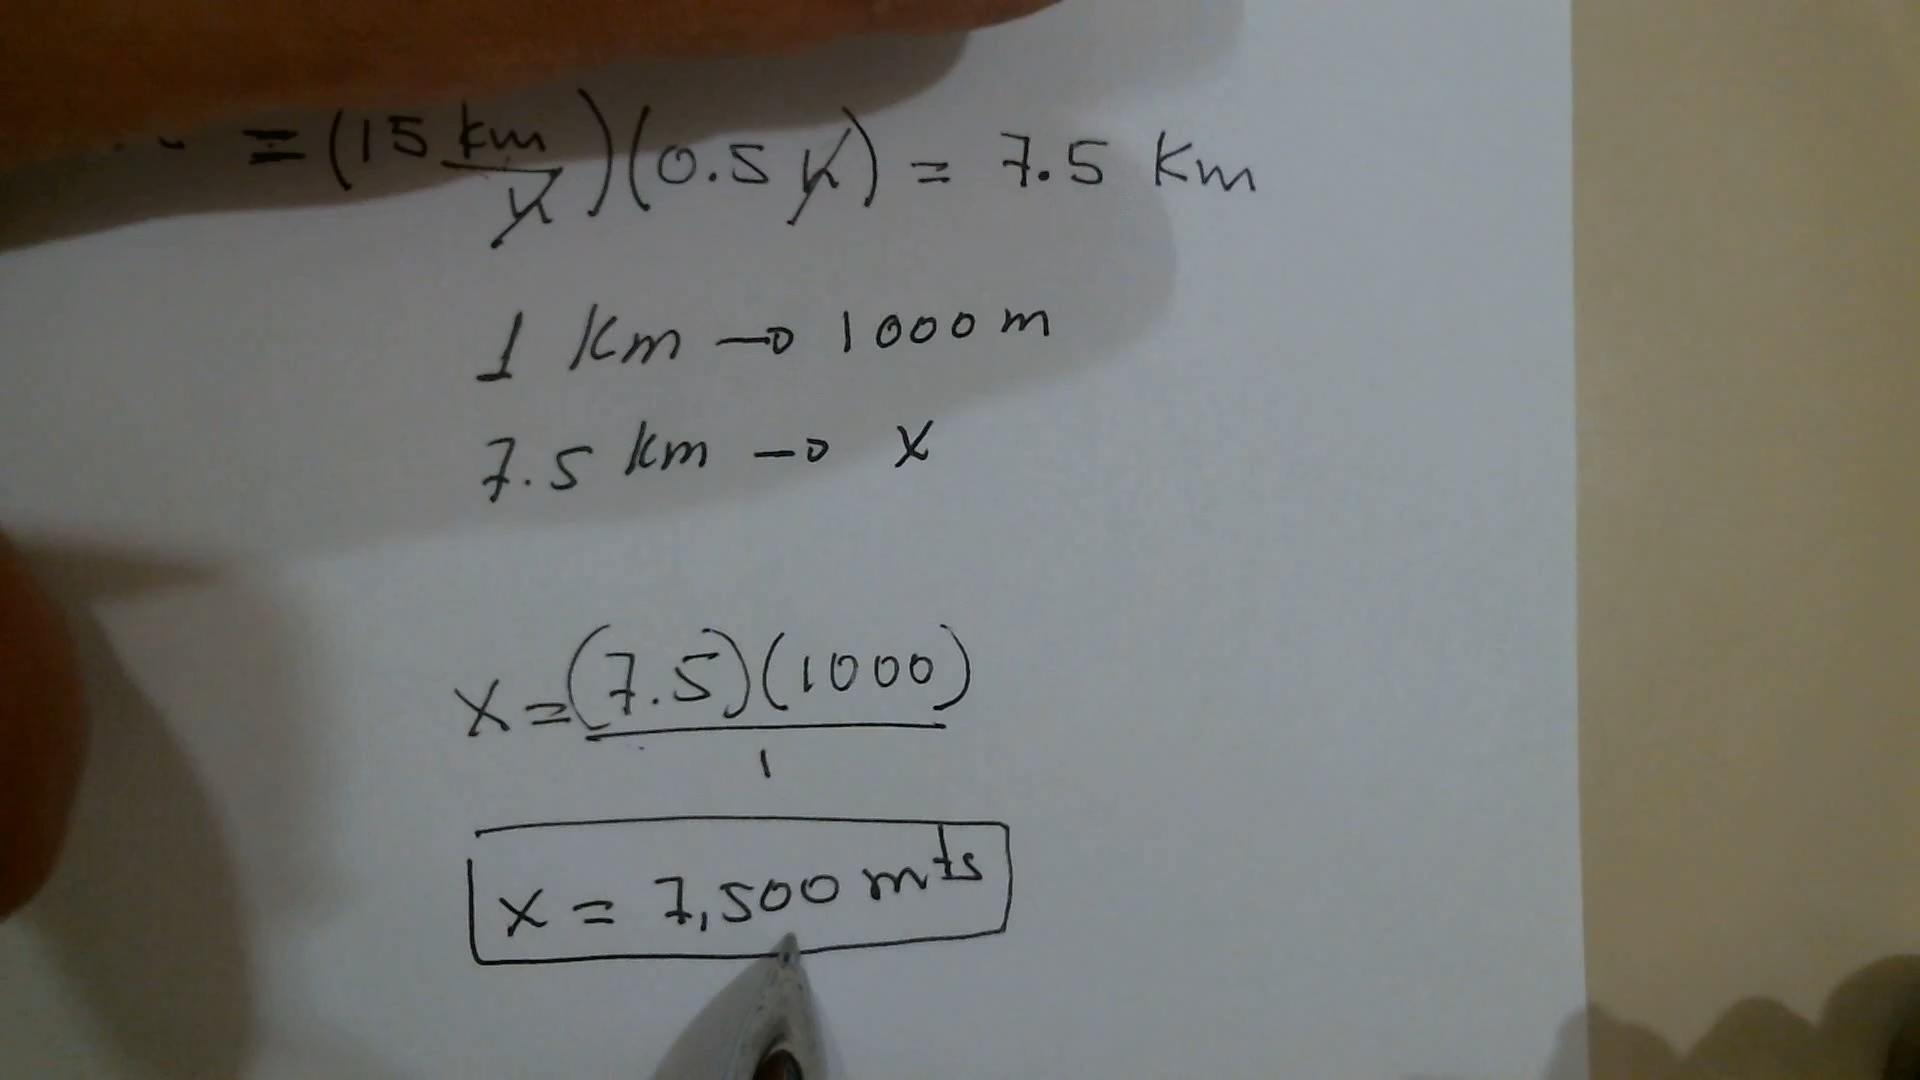 = (15 km/h)(0.5 h) = 7.5 Km
1 Km → 1000 m
7.5 km → x
x = (7.5)(1000)/1
x = 7,500 mts